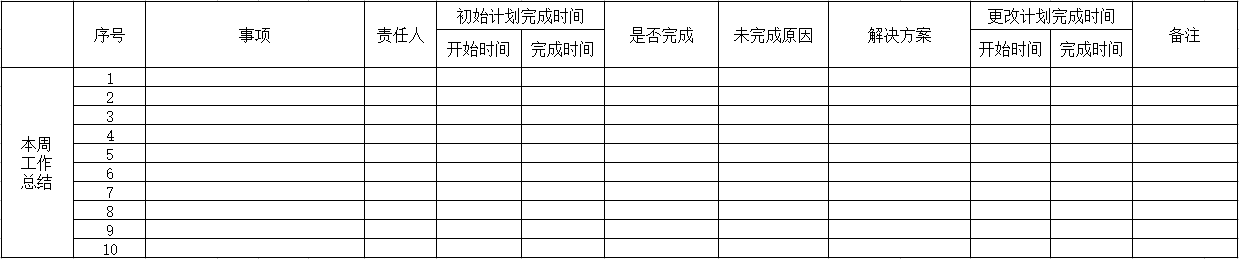 序号
事项
责任人
初始计划完成时间
开始时间
完成时间
是否完成
未完成原因
解决方案
更改计划完成时间
开始时间
完成时间
备注
本周
工作
总结
1
2
3
4
5
6
7
8
9
10